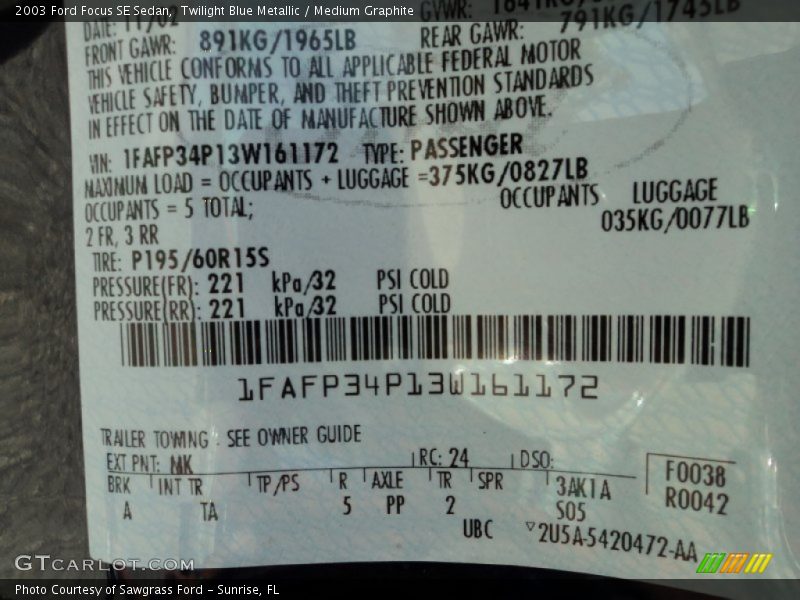 2003 Ford Focus SE Sedan, Twilight Blue Metallic / Medium Graphite
DATE: 11/02 GVWR:
FRONT GAWR: 891KG/1965LB REAR GAWR: 791KG/1745LB
THIS VEHICLE CONFORMS TO ALL APPLICABLE FEDERAL MOTOR
VEHICLE SAFETY, BUMPER, AND THEFT PREVENTION STANDARDS
IN EFFECT ON THE DATE OF MANUFACTURE SHOWN ABOVE.
VIN: 1FAFP34P13W161172 TYPE: PASSENGER
MAXIMUM LOAD = OCCUPANTS + LUGGAGE =375KG/0827LB
OCCUPANTS = 5 TOTAL; OCCUPANTS LUGGAGE
2 FR, 3 RR 035KG/0077LB
TIRE: P195/60R15S
PRESSURE(FR): 221 kPa/32 PSI COLD
PRESSURE(RR): 221 kPa/32 PSI COLD
1FAFP34P13W161172
TRAILER TOWING : SEE OWNER GUIDE
EXT PNT: MK RC: 24 DSO: F0038
BRK INT TR TP/PS R AXLE TR SPR 3AK1A R0042
A TA 5 PP 2 S05
UBC ▽2U5A-5420472-AA
GTCARLOT.COM
Photo Courtesy of Sawgrass Ford - Sunrise, FL